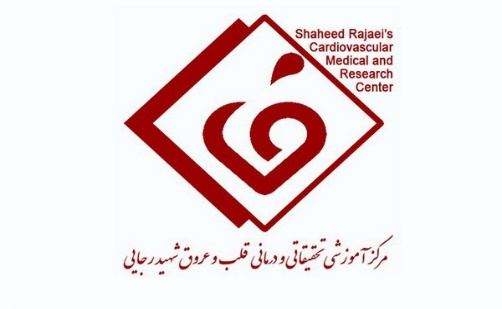 Shaheed Rajaei's
Cardiovascular
Medical and
Research
Center
مرکز آموزشی تحقیقاتی و درمانی قلب و عروق شهید رجایی